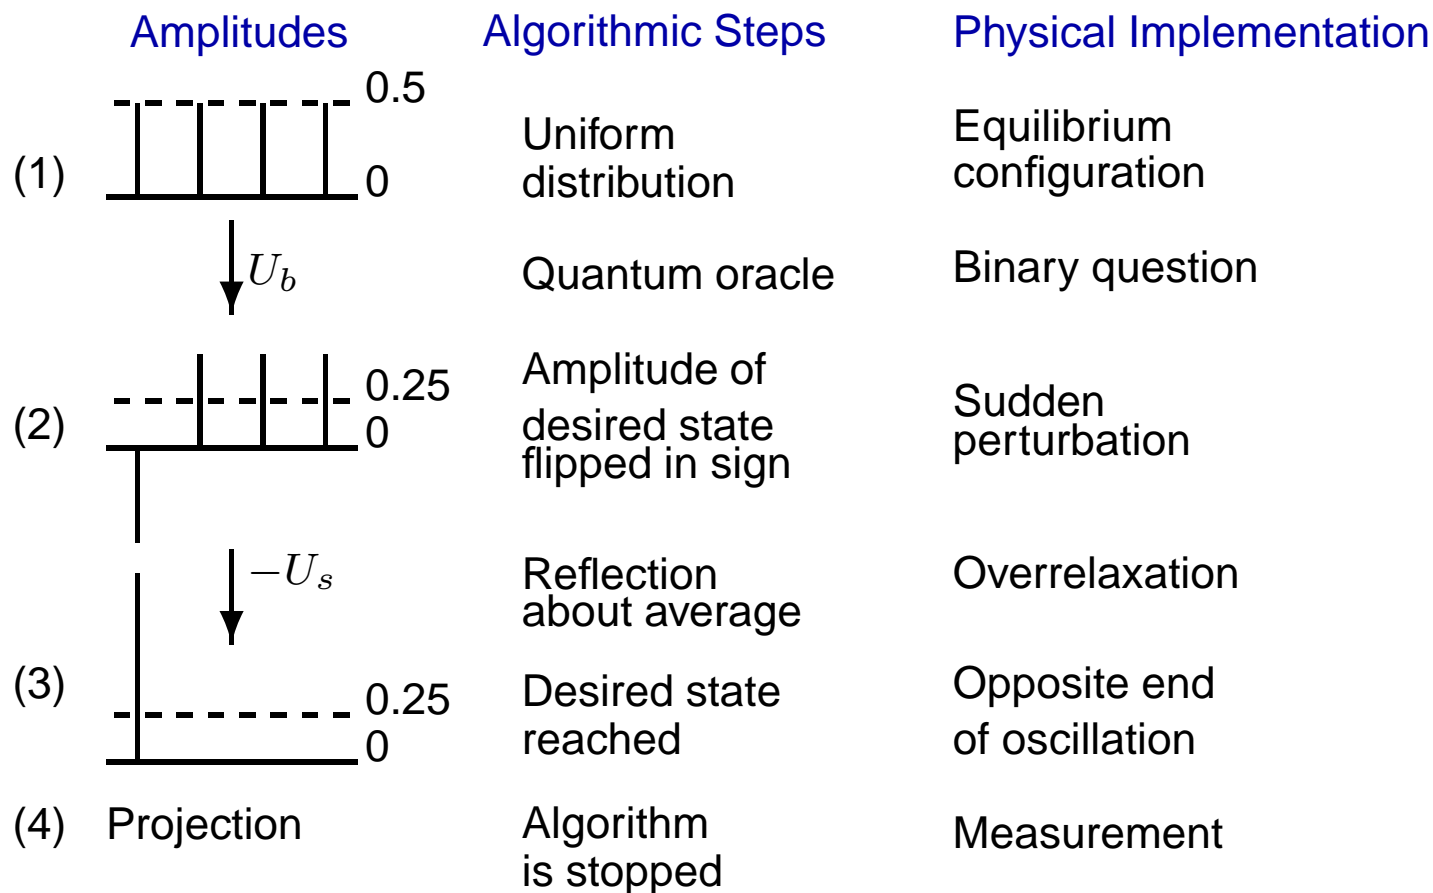 Amplitudes Algorithmic Steps Physical Implementation
0.5
Uniform Equilibrium
(1) distribution configuration
0
U_b Quantum oracle Binary question
Amplitude of
0.25
(2) desired state Sudden
0 flipped in sign perturbation
−U_s Reflection Overrelaxation
about average
(3) Desired state Opposite end
0.25
reached of oscillation
0
(4) Projection Algorithm Measurement
is stopped